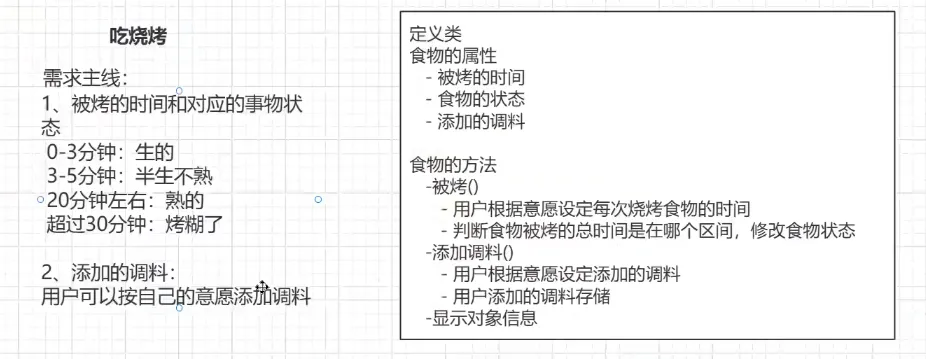 吃烧烤
需求主线：
1、被烤的时间和对应的事物状
态
0-3分钟：生的
3-5分钟：半生不熟
20分钟左右：熟的
超过30分钟：烤糊了
2、添加的调料：
用户可以按自己的意愿添加调料
定义类
食物的属性
- 被烤的时间
- 食物的状态
- 添加的调料
食物的方法
-被烤()
- 用户根据意愿设定每次烧烤食物的时间
- 判断食物被烤的总时间是在哪个区间，修改食物状态
-添加调料()
- 用户根据意愿设定添加的调料
- 用户添加的调料存储
-显示对象信息